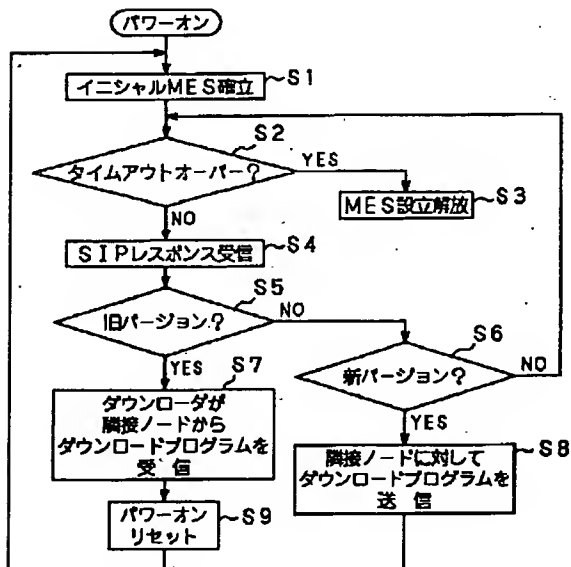 パワーオン
イニシャルMES確立
S1
S2
タイムアウトオーバー?
YES
MES設立解放
S3
NO
SIPレスポンス受信
S4
S5
旧バージョン?
NO
S6
新バージョン?
NO
YES
S7
ダウンローダが
隣接ノードから
ダウンロードプログラムを
受信
YES
S8
隣接ノードに対して
ダウンロードプログラムを
送信
パワーオン
リセット
S9